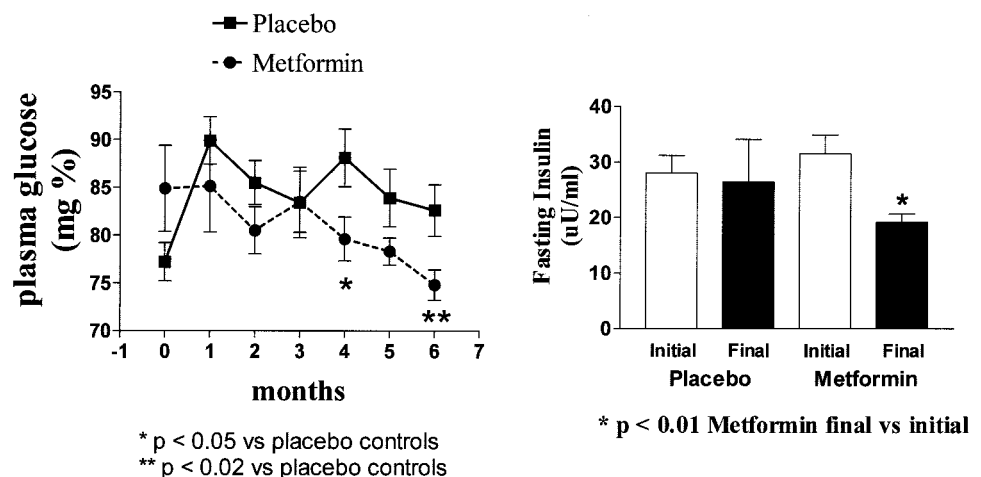 Placebo
Metformin
plasma glucose
(mg %)
95
90
85
80
75
70
-1 0 1 2 3 4 5 6 7
*
**
months
* p < 0.05 vs placebo controls
** p < 0.02 vs placebo controls
Fasting Insulin
(uU/ml)
40
30
20
10
0
*
Initial Final Initial Final
Placebo Metformin
* p < 0.01 Metformin final vs initial